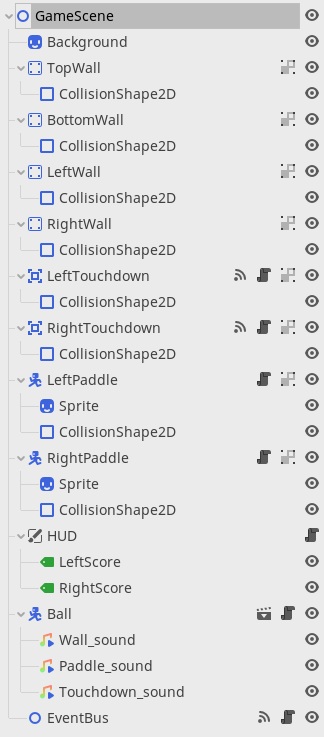 GameScene
Background
TopWall
CollisionShape2D
BottomWall
CollisionShape2D
LeftWall
CollisionShape2D
RightWall
CollisionShape2D
LeftTouchdown
CollisionShape2D
RightTouchdown
CollisionShape2D
LeftPaddle
Sprite
CollisionShape2D
RightPaddle
Sprite
CollisionShape2D
HUD
LeftScore
RightScore
Ball
Wall_sound
Paddle_sound
Touchdown_sound
EventBus